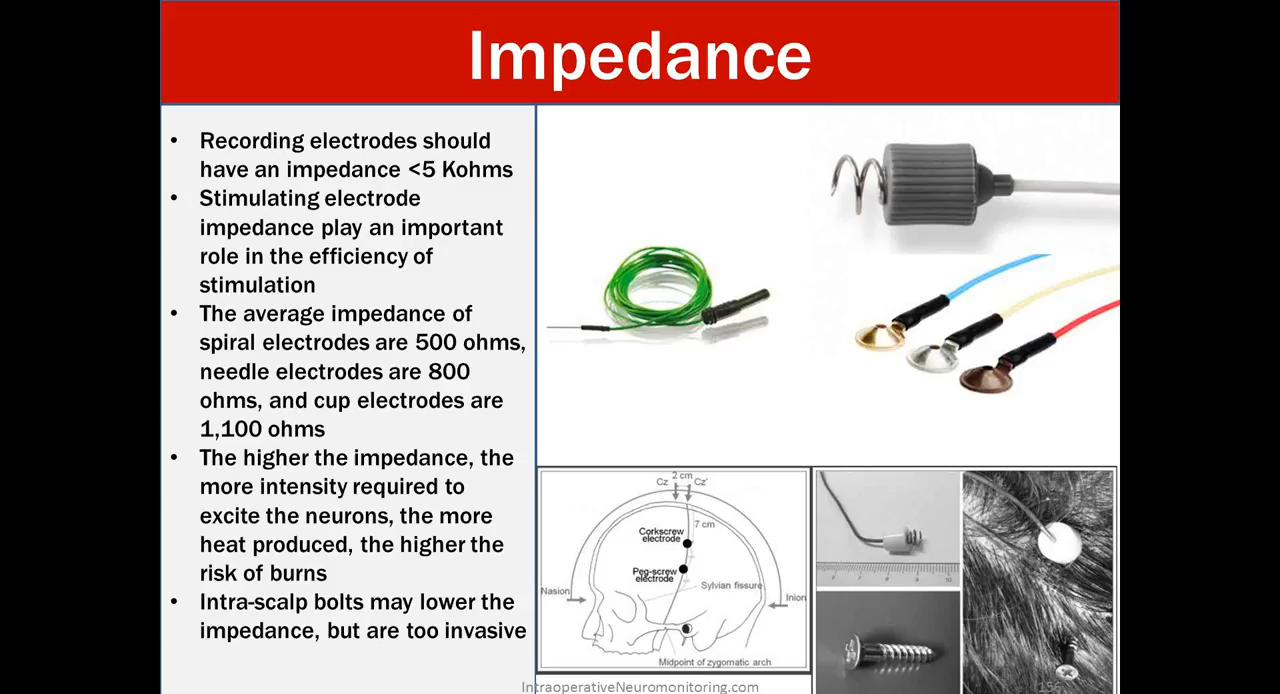 Impedance
• Recording electrodes should
have an impedance <5 Kohms
• Stimulating electrode
impedance play an important
role in the efficiency of
stimulation
• The average impedance of
spiral electrodes are 500 ohms,
needle electrodes are 800
ohms, and cup electrodes are
1,100 ohms
• The higher the impedance, the
more intensity required to
excite the neurons, the more
heat produced, the higher the
risk of burns
• Intra-scalp bolts may lower the
impedance, but are too invasive
2 cm
Cz Cz'
7 cm
Corkscrew
electrode
Peg-screw
electrode
Sylvian fissure
Nasion
Inion
Midpoint of zygomatic arch
IntraoperativeNeuromonitoring.com
156